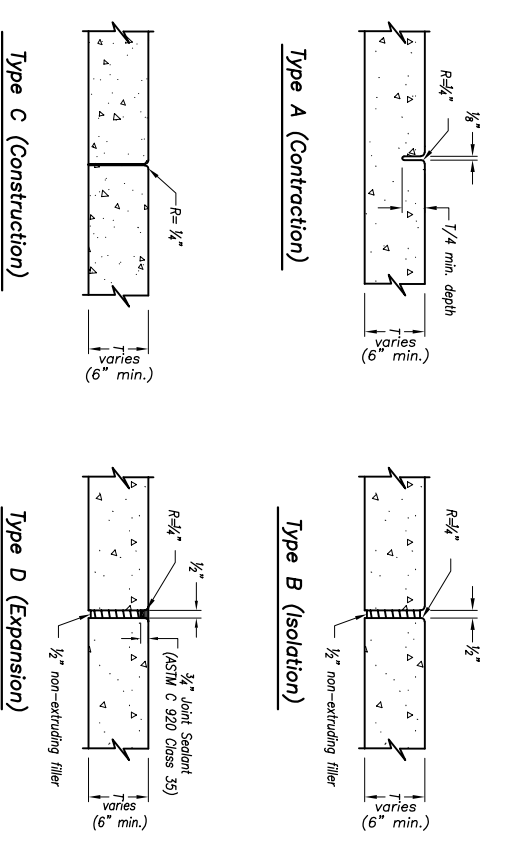 1/8"
R=1/4"
T/4 min. depth
T
varies
(6" min.)
Type A (Contraction)
R=1/4"
1/2"
1/2" non-extruding filler
T
varies
(6" min.)
Type B (Isolation)
R= 1/4"
T
varies
(6" min.)
Type C (Construction)
1/2"
R=1/4"
3/4" Joint Sealant
(ASTM C 920 Class 35)
1/2" non-extruding filler
T
varies
(6" min.)
Type D (Expansion)